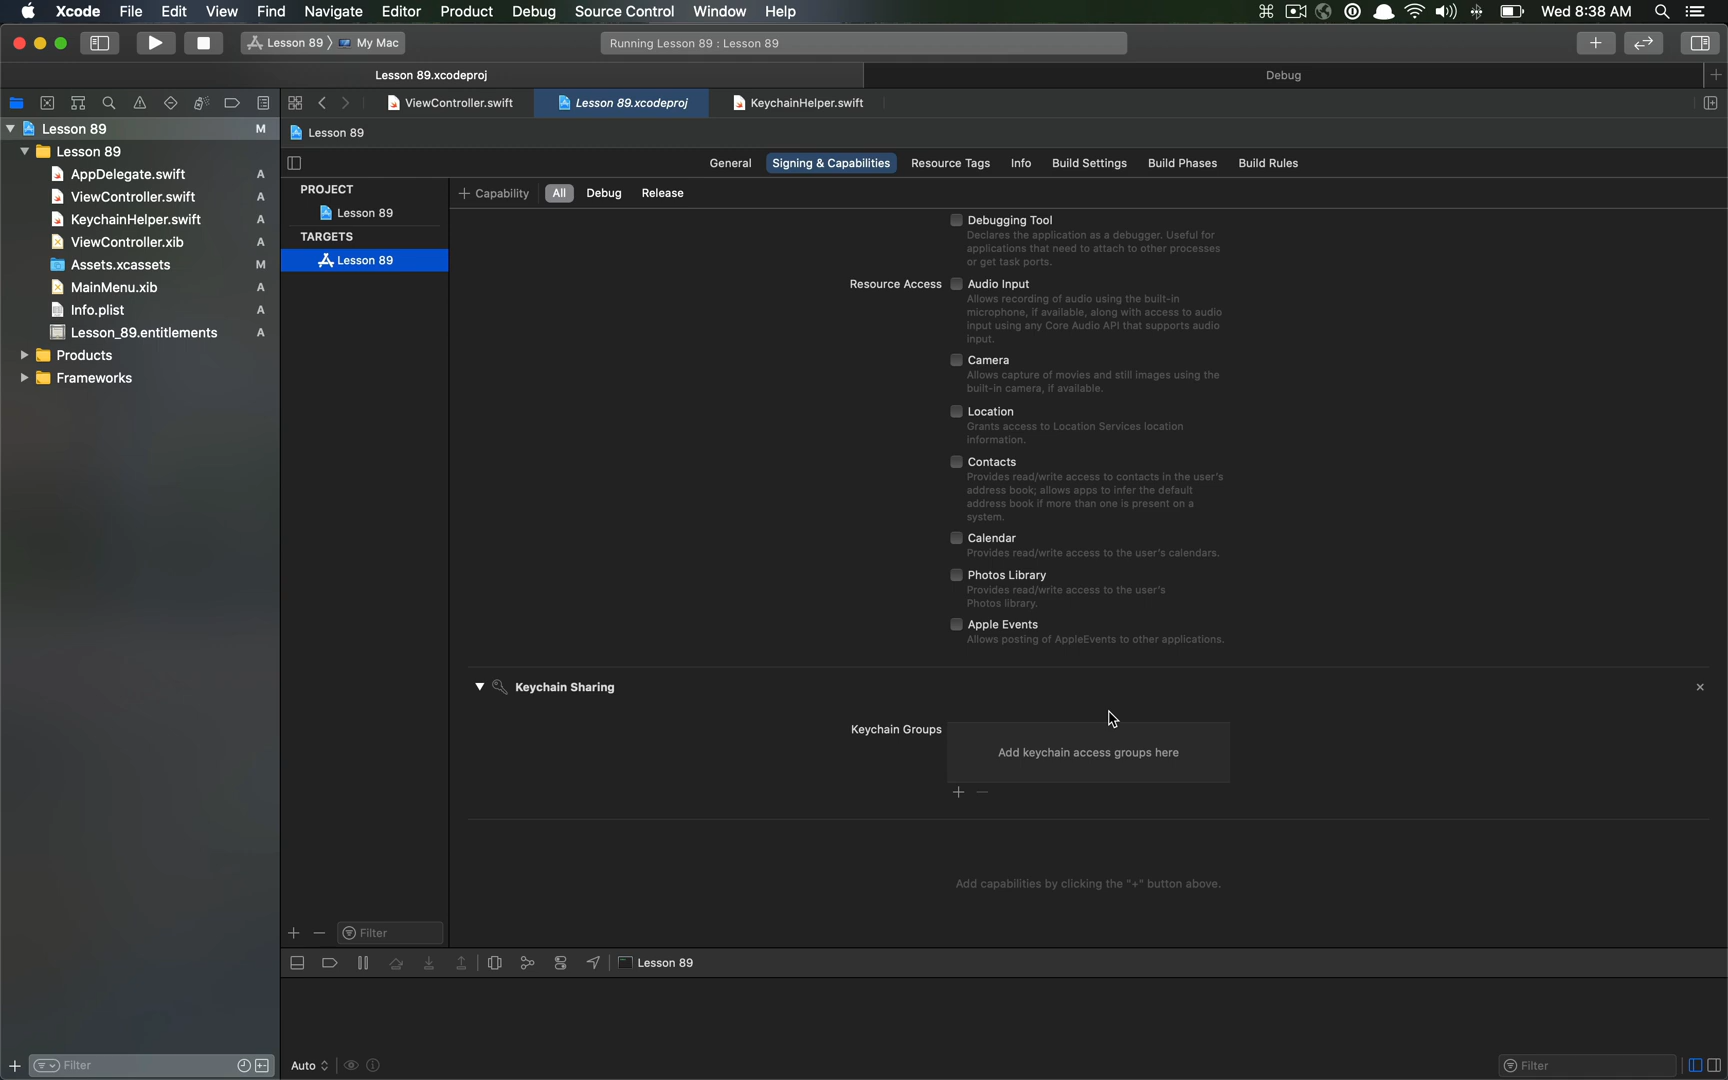 Xcode File Edit View Find Navigate Editor Product Debug Source Control Window Help Wed 8:38 AM
Lesson 89 My Mac Running Lesson 89 : Lesson 89
Lesson 89.xcodeproj Debug
ViewController.swift Lesson 89.xcodeproj KeychainHelper.swift
Lesson 89 M
Lesson 89
AppDelegate.swift A
ViewController.swift A
KeychainHelper.swift A
ViewController.xib A
Assets.xcassets M
MainMenu.xib A
Info.plist A
Lesson_89.entitlements A
Products
Frameworks
Filter
Lesson 89
General Signing & Capabilities Resource Tags Info Build Settings Build Phases Build Rules
PROJECT
Lesson 89
TARGETS
Lesson 89
Filter
+ Capability All Debug Release
Debugging Tool
Declares the application as a debugger. Useful for
applications that need to attach to other processes
or get task ports.
Resource Access Audio Input
Allows recording of audio using the built-in
microphone, if available, along with access to audio
input using any Core Audio API that supports audio
input.
Camera
Allows capture of movies and still images using the
built-in camera, if available.
Location
Grants access to Location Services location
information.
Contacts
Provides read/write access to contacts in the user's
address book; allows apps to infer the default
address book if more than one is present on a
system.
Calendar
Provides read/write access to the user's calendars.
Photos Library
Provides read/write access to the user's
Photos library.
Apple Events
Allows posting of AppleEvents to other applications.
Keychain Sharing
Keychain Groups
Add keychain access groups here
Add capabilities by clicking the "+" button above.
Lesson 89
Auto Filter